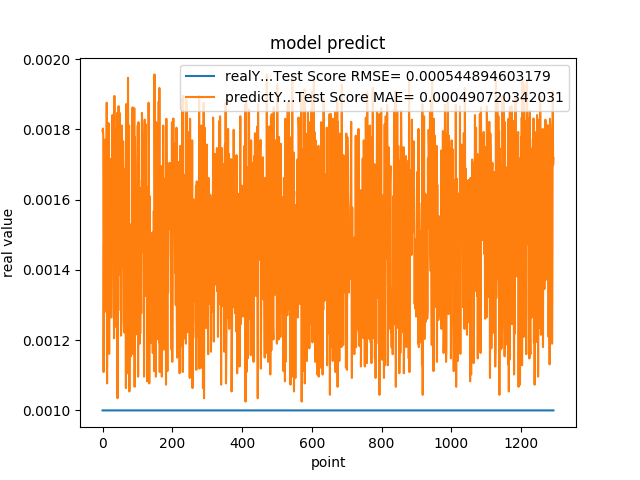 model predict
realY...Test Score RMSE= 0.000544894603179
predictY...Test Score MAE= 0.000490720342031
real value
0.0020
0.0018
0.0016
0.0014
0.0012
0.0010
0 200 400 600 800 1000 1200
point